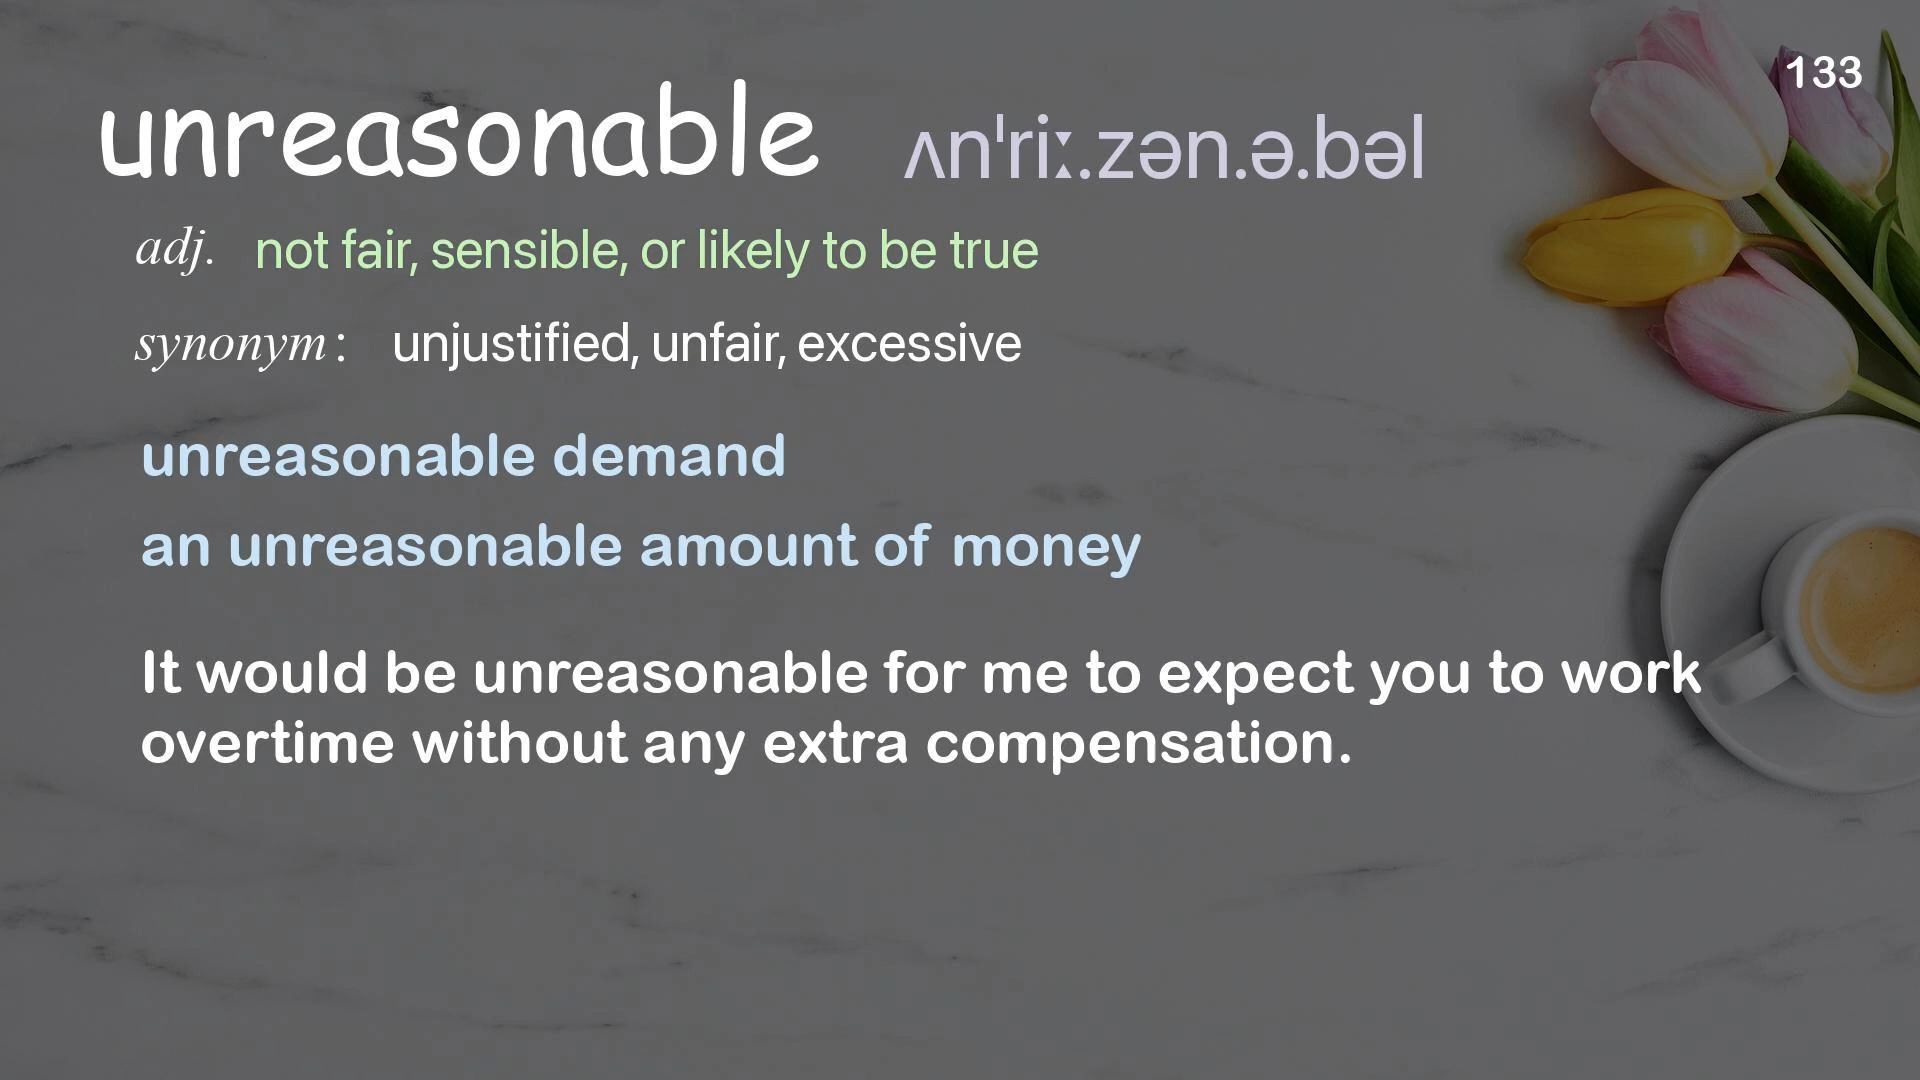 133
unreasonable ʌnˈriː.zən.ə.bəl
adj. not fair, sensible, or likely to be true
synonym: unjustified, unfair, excessive
unreasonable demand
an unreasonable amount of money
It would be unreasonable for me to expect you to work
overtime without any extra compensation.